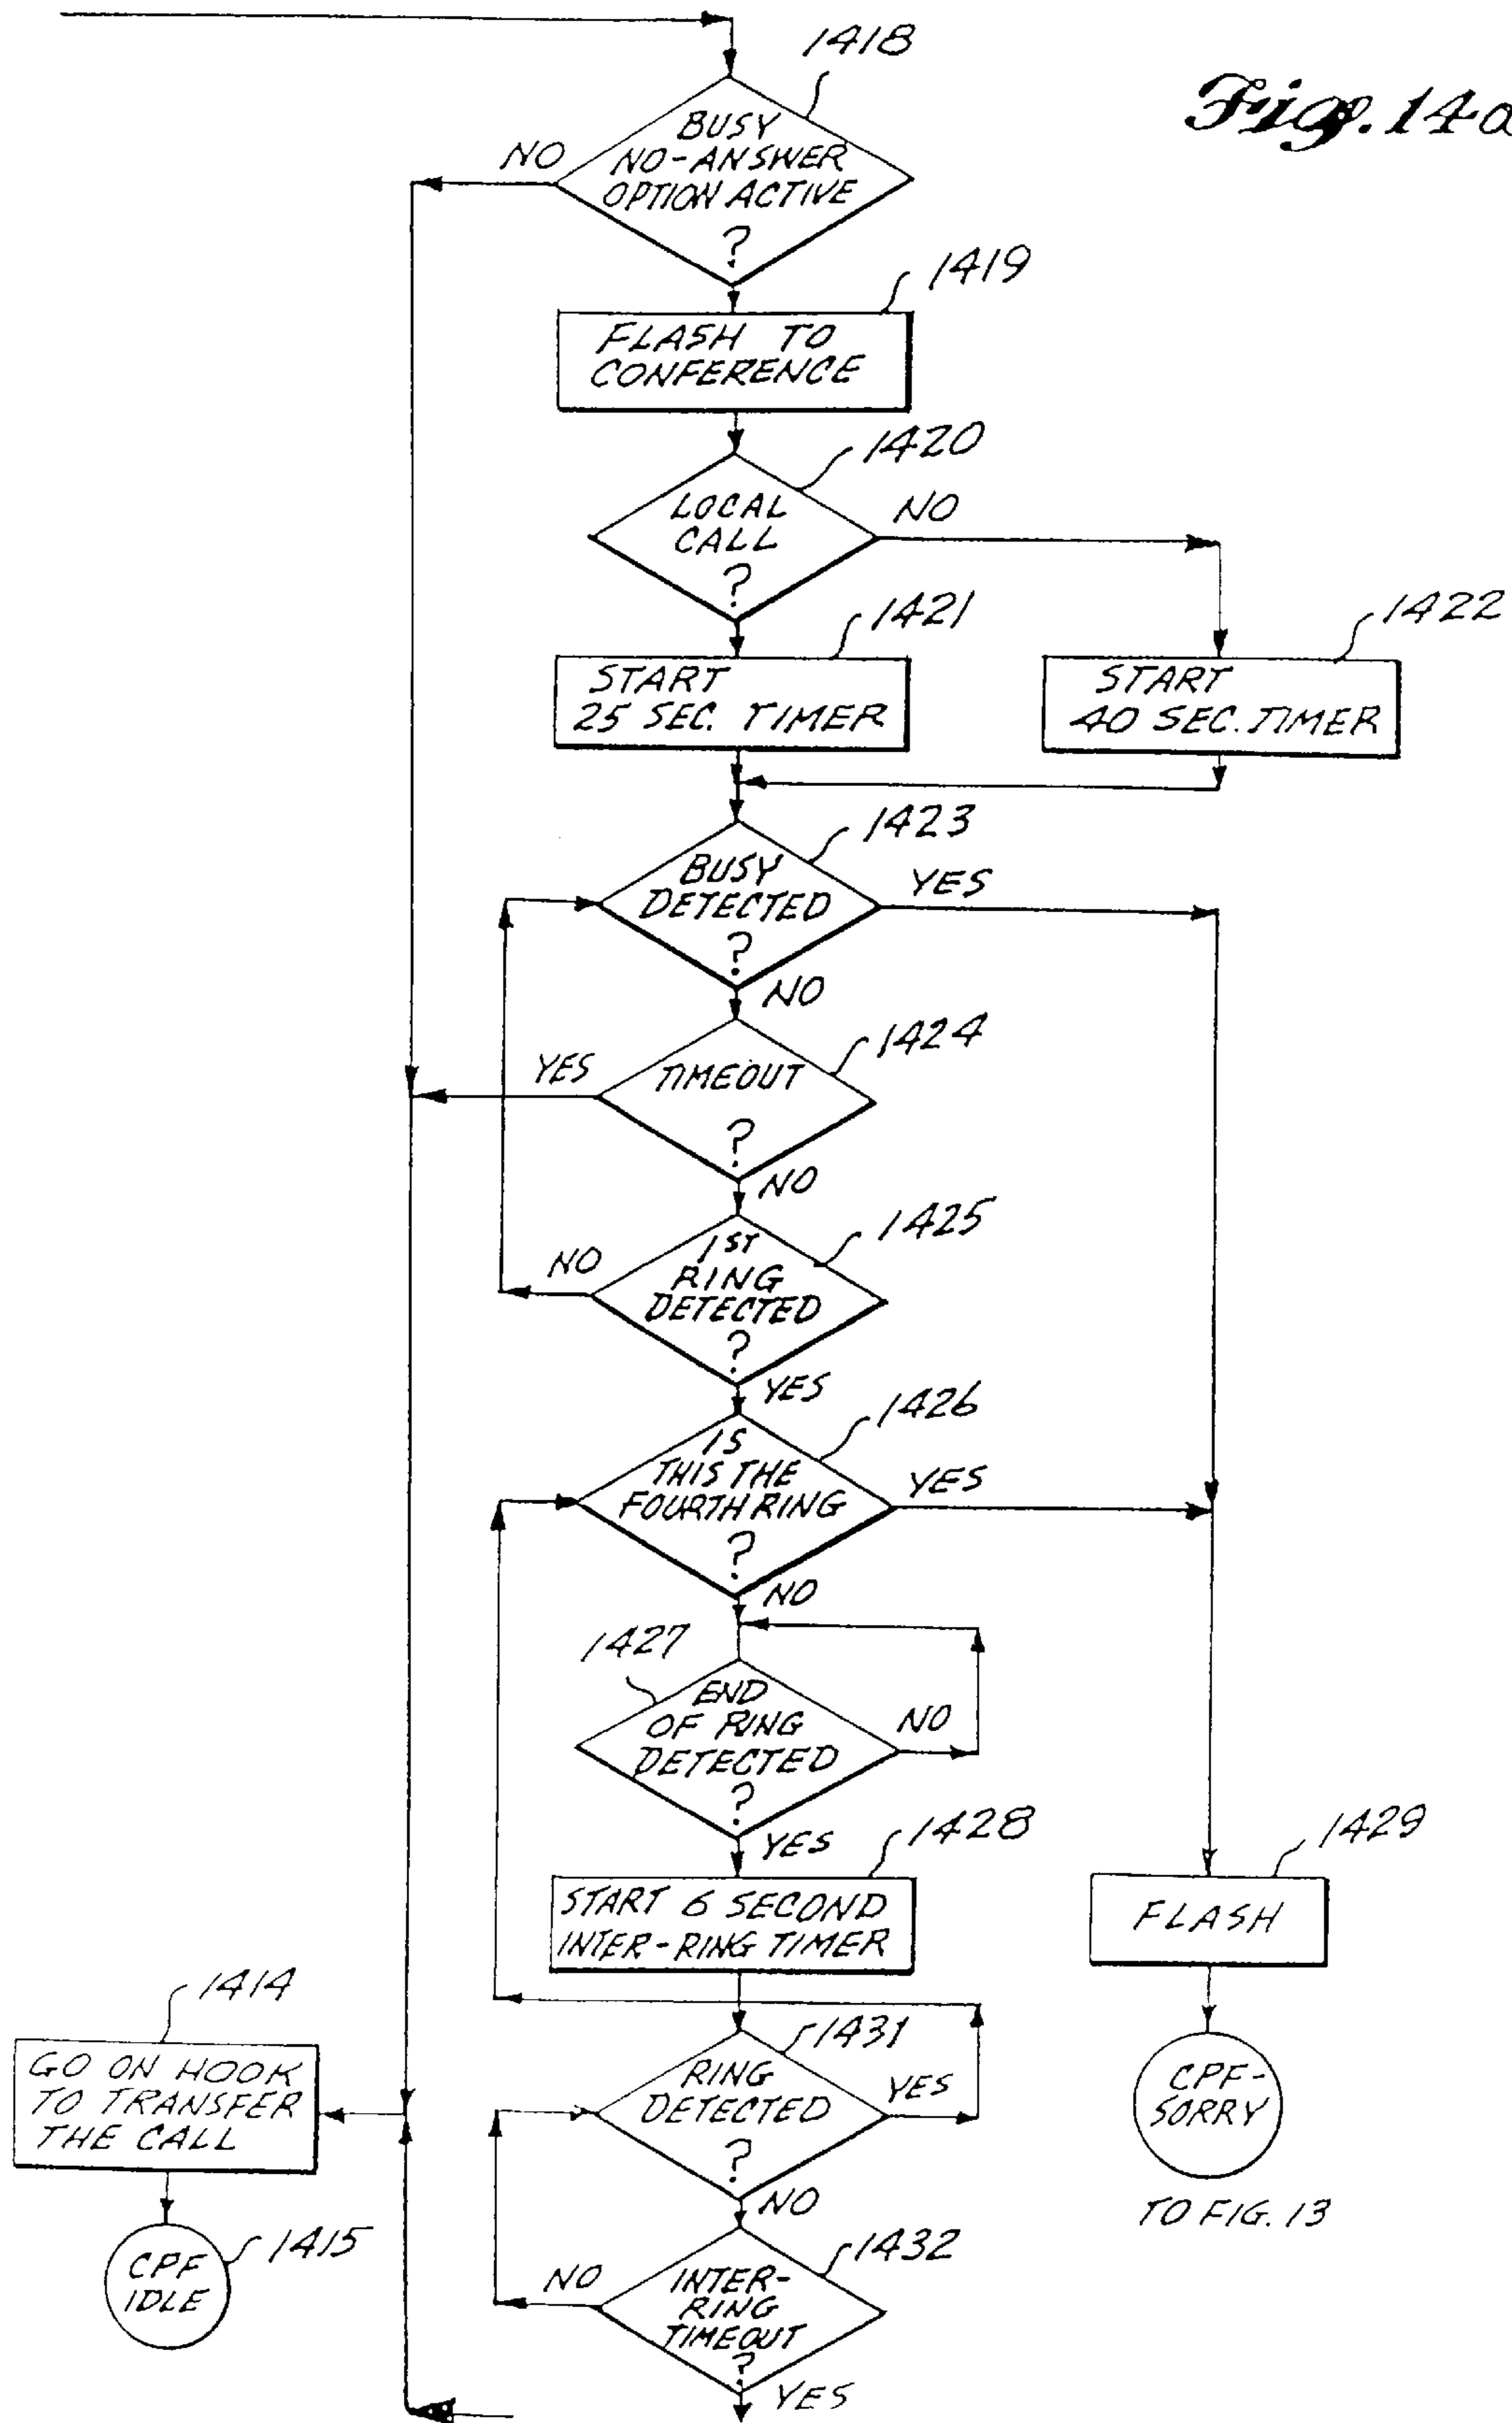 Fig. 14a
1418
BUSY
NO-ANSWER
OPTION ACTIVE
?
NO
1419
FLASH TO
CONFERENCE
1420
LOCAL
CALL
?
NO
1421
START
25 SEC. TIMER
1422
START
40 SEC. TIMER
1423
BUSY
DETECTED
?
YES
NO
1424
TIMEOUT
?
YES
NO
1425
1ST
RING
DETECTED
?
NO
YES
1426
IS
THIS THE
FOURTH RING
?
YES
NO
1427
END
OF RING
DETECTED
?
NO
YES
1428
START 6 SECOND
INTER-RING TIMER
1429
FLASH
CPF-
SORRY
TO FIG. 13
1431
RING
DETECTED
?
YES
NO
1414
GO ON HOOK
TO TRANSFER
THE CALL
1415
CPF
IDLE
1432
INTER-
RING
TIMEOUT
?
NO
YES